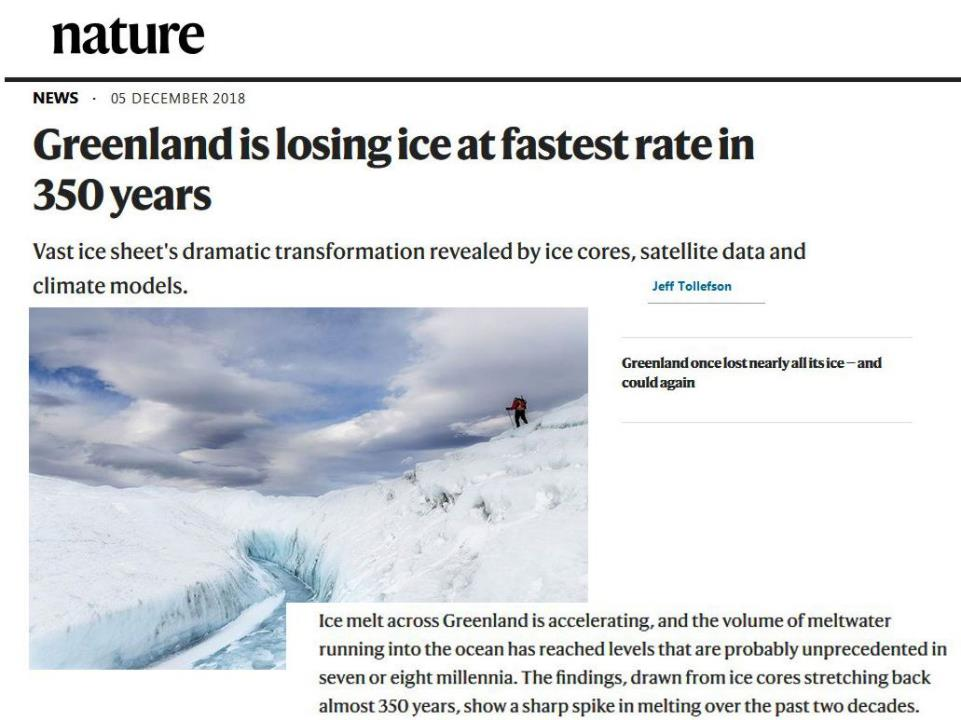 nature
NEWS · 05 DECEMBER 2018
Greenland is losing ice at fastest rate in
350 years
Vast ice sheet's dramatic transformation revealed by ice cores, satellite data and
climate models.
Jeff Tollefson
Greenland once lost nearly all its ice — and
could again
Ice melt across Greenland is accelerating, and the volume of meltwater
running into the ocean has reached levels that are probably unprecedented in
seven or eight millennia. The findings, drawn from ice cores stretching back
almost 350 years, show a sharp spike in melting over the past two decades.